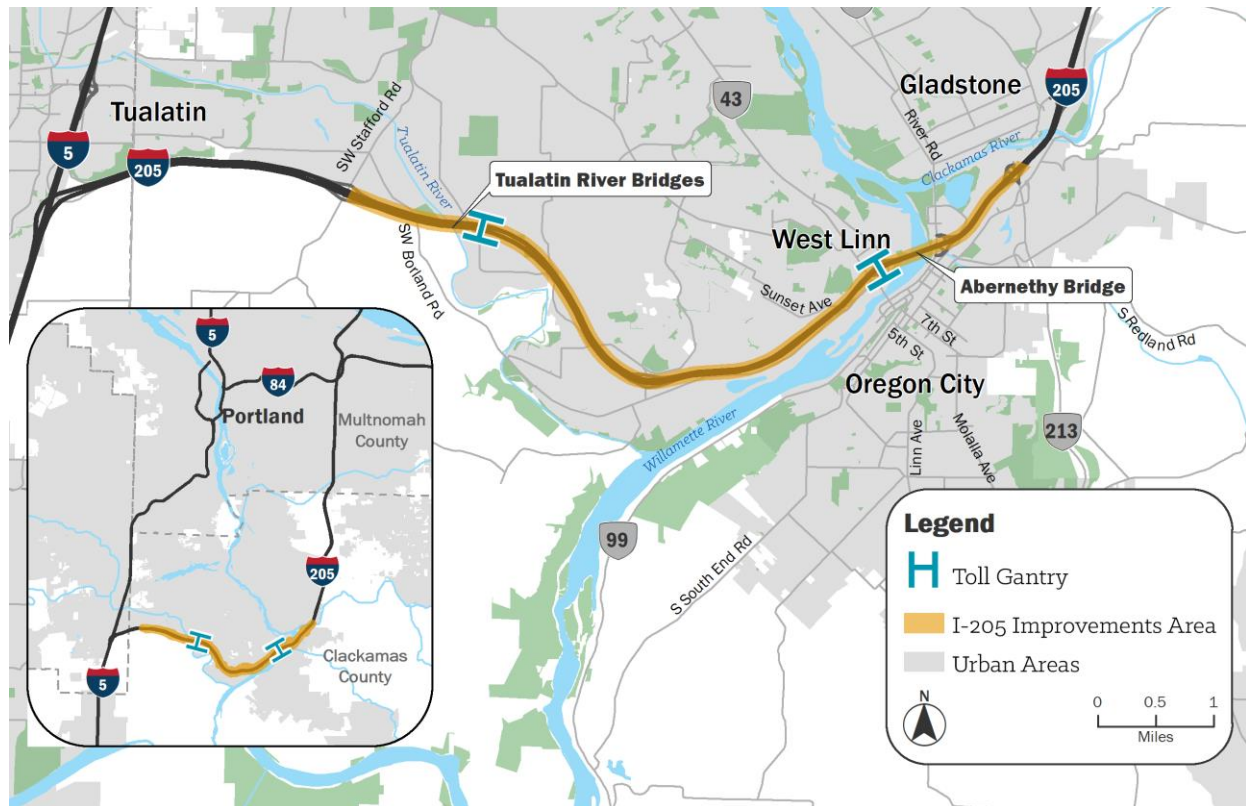 Gladstone
205
43
Tualatin
5
205
SW Stafford Rd
Tualatin River
River Rd
Clackamas River
Tualatin River Bridges
West Linn
SW Borland Rd
Sunset Ave
Abernethy Bridge
7th St
5th St
S Redland Rd
Oregon City
Willamette River
Linn Ave
Molalla Ave
213
99
S South End Rd
5
84
Portland
Multnomah
County
205
Clackamas
County
5
Legend
Toll Gantry
I-205 Improvements Area
Urban Areas
N
0 0.5 1
Miles